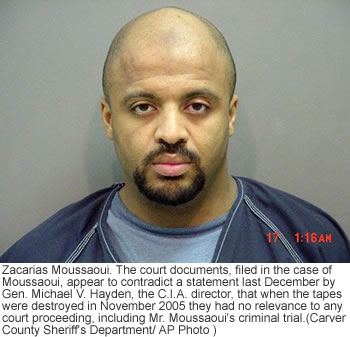 17 1:16AM
Zacarias Moussaoui. The court documents, filed in the case of
Moussaoui, appear to contradict a statement last December by
Gen. Michael V. Hayden, the C.I.A. director, that when the tapes
were destroyed in November 2005 they had no relevance to any
court proceeding, including Mr. Moussaoui's criminal trial.(Carver
County Sheriff's Department/ AP Photo )